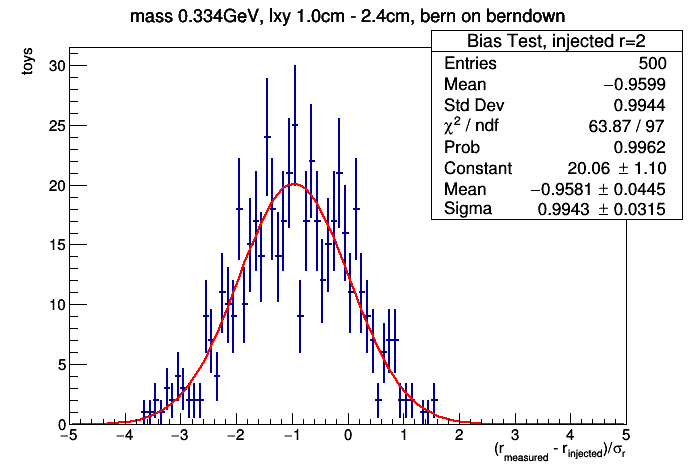 mass 0.334GeV, lxy 1.0cm - 2.4cm, bern on berndown
Bias Test, injected r=2
Entries 500
Mean −0.9599
Std Dev 0.9944
χ² / ndf 63.87 / 97
Prob 0.9962
Constant 20.06 ± 1.10
Mean −0.9581 ± 0.0445
Sigma 0.9943 ± 0.0315
toys
30
25
20
15
10
5
0
−5 −4 −3 −2 −1 0 1 2 3 4 5
(r_measured - r_injected)/σ_r